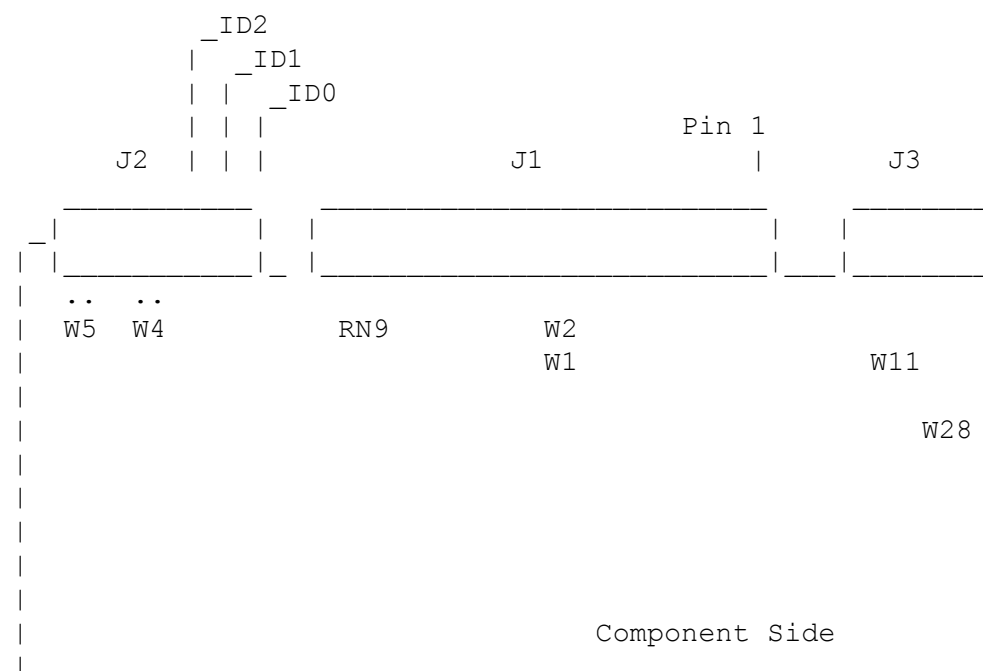 _ID2
_ID1
_ID0
Pin 1
J2 J1 J3
.. ..
W5 W4 RN9 W2
W1 W11
W28
Component Side